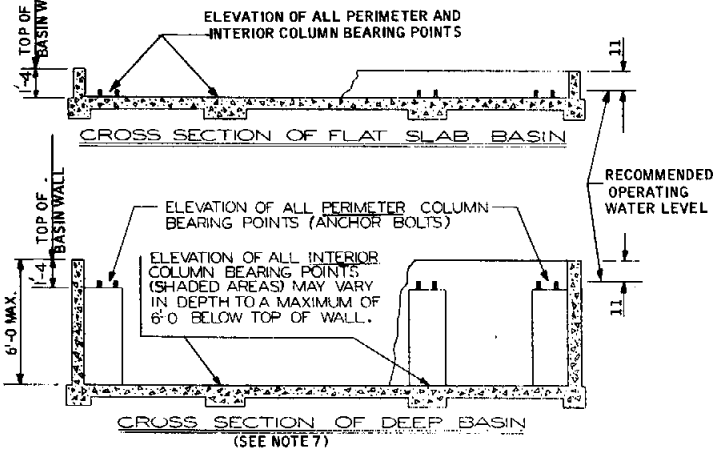 TOP OF
BASIN W
ELEVATION OF ALL PERIMETER AND
INTERIOR COLUMN BEARING POINTS
1'-4
11
CROSS SECTION OF FLAT SLAB BASIN
RECOMMENDED
OPERATING
WATER LEVEL
TOP OF
BASIN WALL
ELEVATION OF ALL PERIMETER COLUMN
BEARING POINTS (ANCHOR BOLTS)
ELEVATION OF ALL INTERIOR
COLUMN BEARING POINTS
(SHADED AREAS) MAY VARY
IN DEPTH TO A MAXIMUM OF
6'-0 BELOW TOP OF WALL.
1'-4
6'-0 MAX.
11
CROSS SECTION OF DEEP BASIN
(SEE NOTE 7)